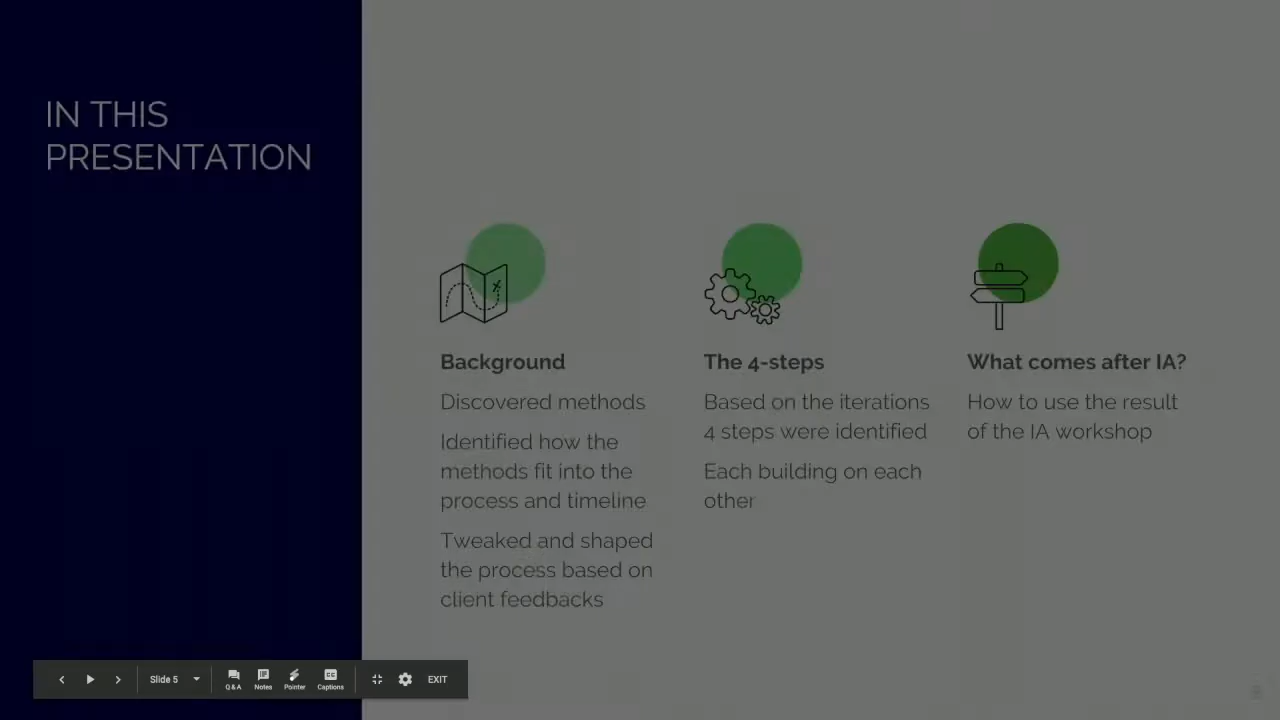 IN THIS
PRESENTATION
Background
Discovered methods
Identified how the
methods fit into the
process and timeline
Tweaked and shaped
the process based on
client feedbacks
The 4-steps
Based on the iterations
4 steps were identified
Each building on each
other
What comes after IA?
How to use the result
of the IA workshop
Slide 5
Q&A
Notes
Pointer
CC
Captions
EXIT